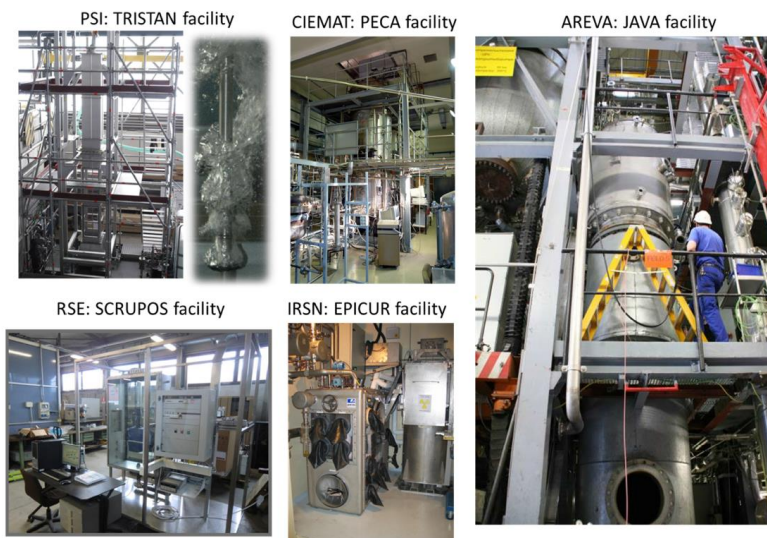 PSI: TRISTAN facility
CIEMAT: PECA facility
AREVA: JAVA facility
RSE: SCRUPOS facility
IRSN: EPICUR facility